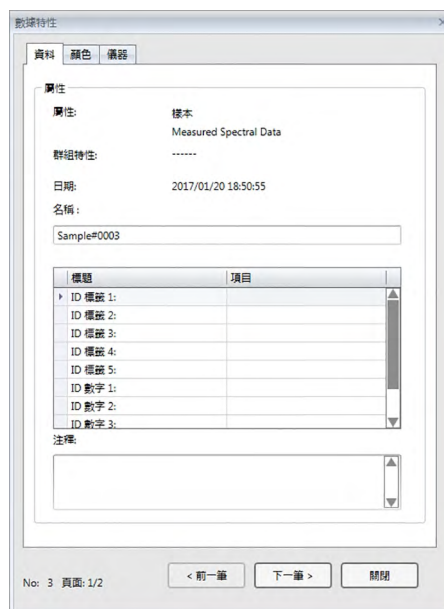 數據特性
資料 顏色 儀器
屬性
屬性: 樣本
Measured Spectral Data
群組特性: ------
日期: 2017/01/20 18:50:55
名稱 :
Sample#0003
標題 項目
ID 標籤 1:
ID 標籤 2:
ID 標籤 3:
ID 標籤 4:
ID 標籤 5:
ID 數字 1:
ID 數字 2:
ID 數字 3:
注釋:
< 前一筆 下一筆 > 關閉
No: 3 頁面: 1/2